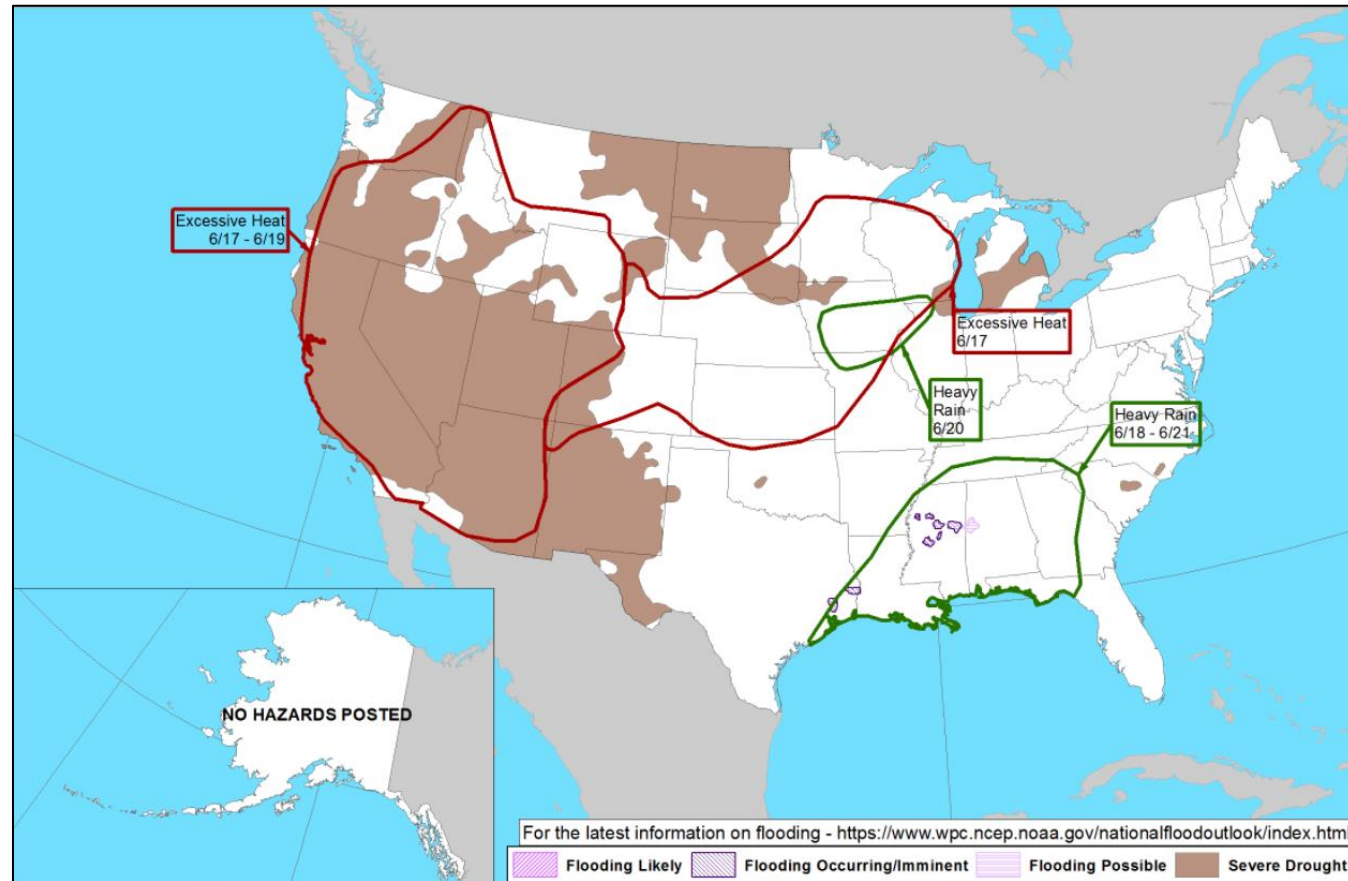 Excessive Heat
6/17 - 6/19
Excessive Heat
6/17
Heavy
Rain
6/20
Heavy Rain
6/18 - 6/21
NO HAZARDS POSTED
For the latest information on flooding - https://www.wpc.ncep.noaa.gov/nationalfloodoutlook/index.html
Flooding Likely
Flooding Occurring/Imminent
Flooding Possible
Severe Drought